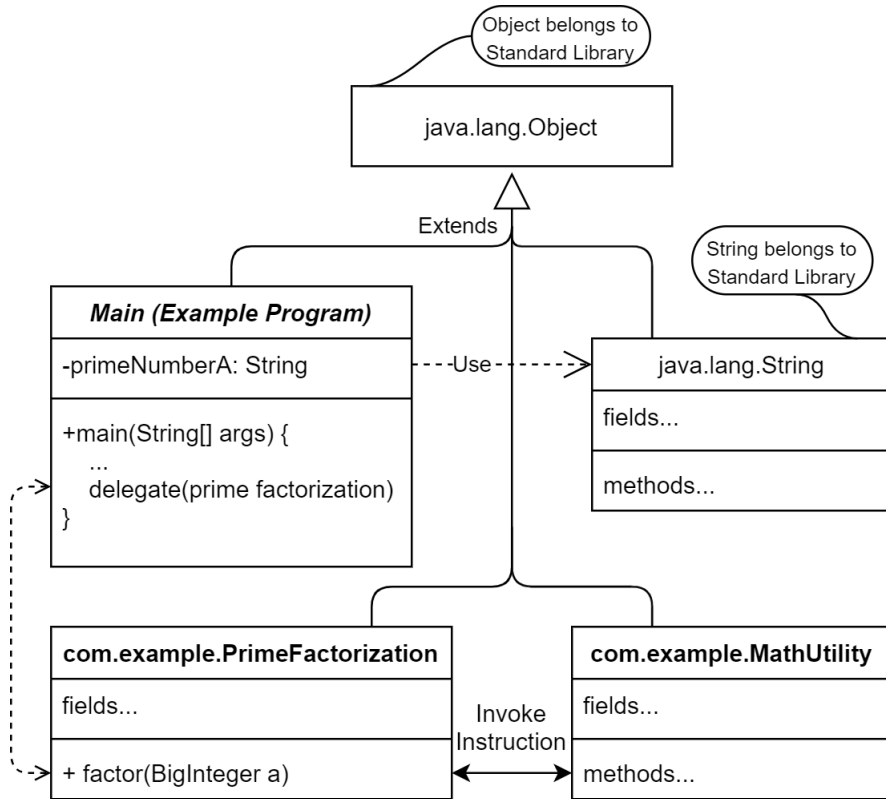 Object belongs to
Standard Library
java.lang.Object
Extends
String belongs to
Standard Library
Main (Example Program)
-primeNumberA: String
Use
java.lang.String
fields...
+main(String[] args) {
...
delegate(prime factorization)
}
methods...
com.example.PrimeFactorization
com.example.MathUtility
fields...
fields...
Invoke
Instruction
+ factor(BigInteger a)
methods...